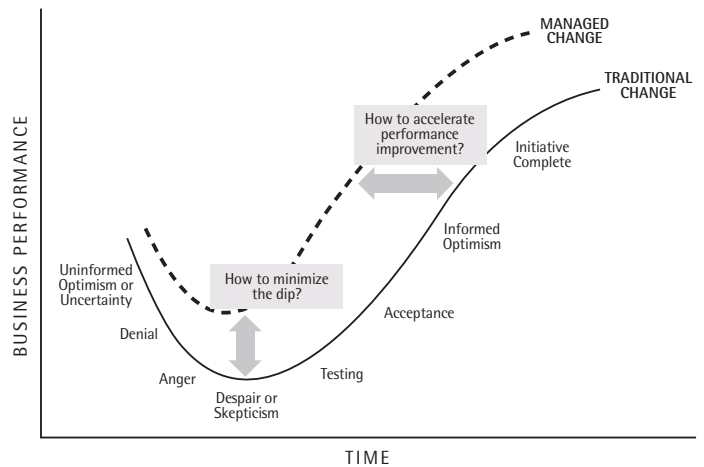 MANAGED
CHANGE
TRADITIONAL
CHANGE
How to accelerate
performance
improvement?
Initiative
Complete
Informed
Optimism
Uninformed
Optimism or
Uncertainty
How to minimize
the dip?
Acceptance
Denial
Testing
Anger
Despair or
Skepticism
BUSINESS PERFORMANCE
TIME